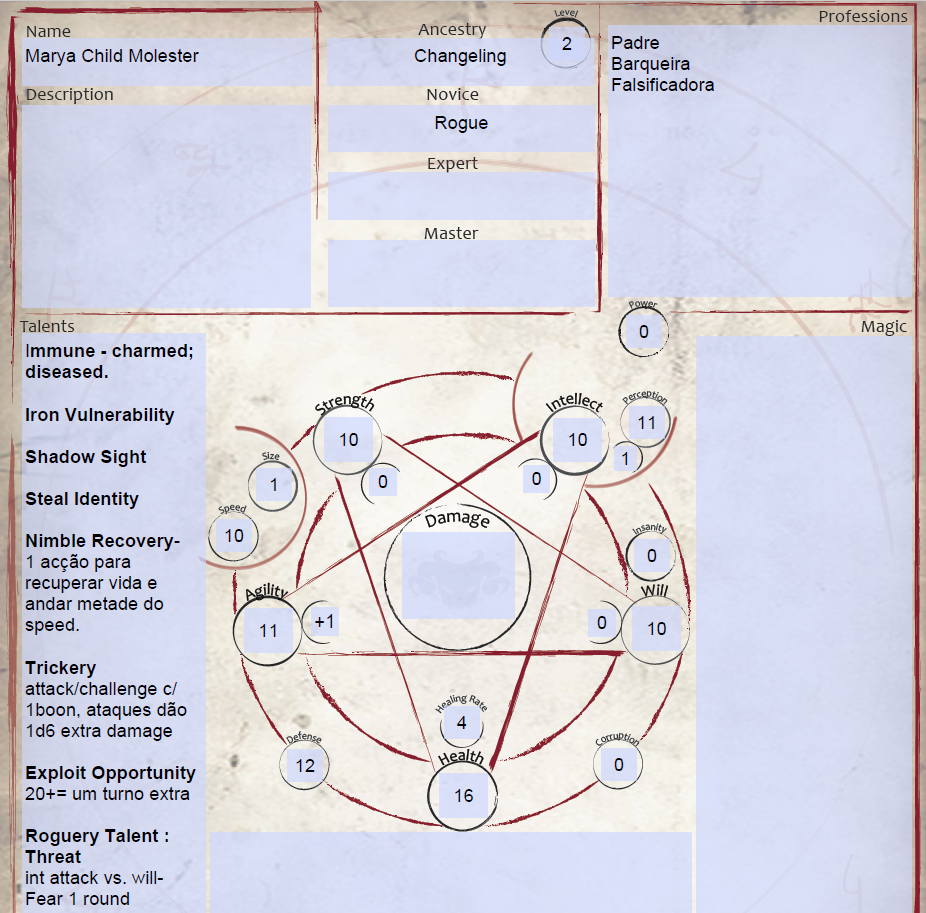 Name
Marya Child Molester
Description
Ancestry
Changeling
Level
2
Novice
Rogue
Expert
Master
Professions
Padre
Barqueira
Falsificadora
Talents
Immune - charmed;
diseased.
Iron Vulnerability
Shadow Sight
Steal Identity
Nimble Recovery-
1 acção para
recuperar vida e
andar metade do
speed.
Trickery
attack/challenge c/
1boon, ataques dão
1d6 extra damage
Exploit Opportunity
20+= um turno extra
Roguery Talent :
Threat
int attack vs. will-
Fear 1 round
Power
0
Strength
10
0
Intellect
10
0
Perception
11
1
Size
1
Speed
10
Damage
Insanity
0
Agility
11
+1
Will
10
0
Healing Rate
4
Health
16
Defense
12
Corruption
0
Magic